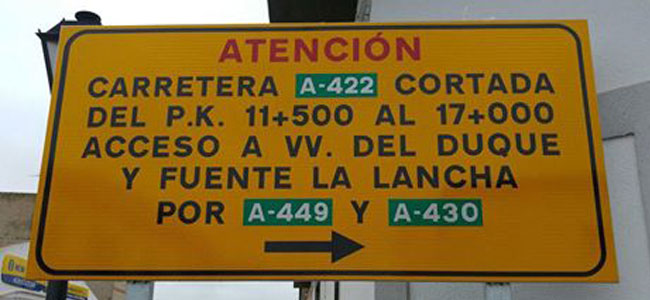 ATENCIÓN
CARRETERA A-422 CORTADA
DEL P.K. 11+500 AL 17+000
ACCESO A VV. DEL DUQUE
Y FUENTE LA LANCHA
POR A-449 Y A-430